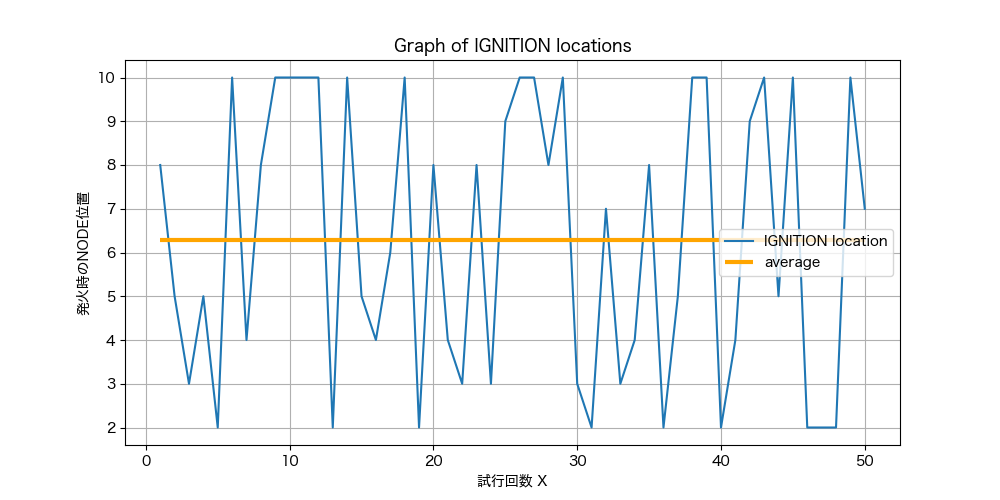 Graph of IGNITION locations
10
9
8
7
6
5
4
3
2
発火時のNODE位置
IGNITION location
average
0 10 20 30 40 50
試行回数 X